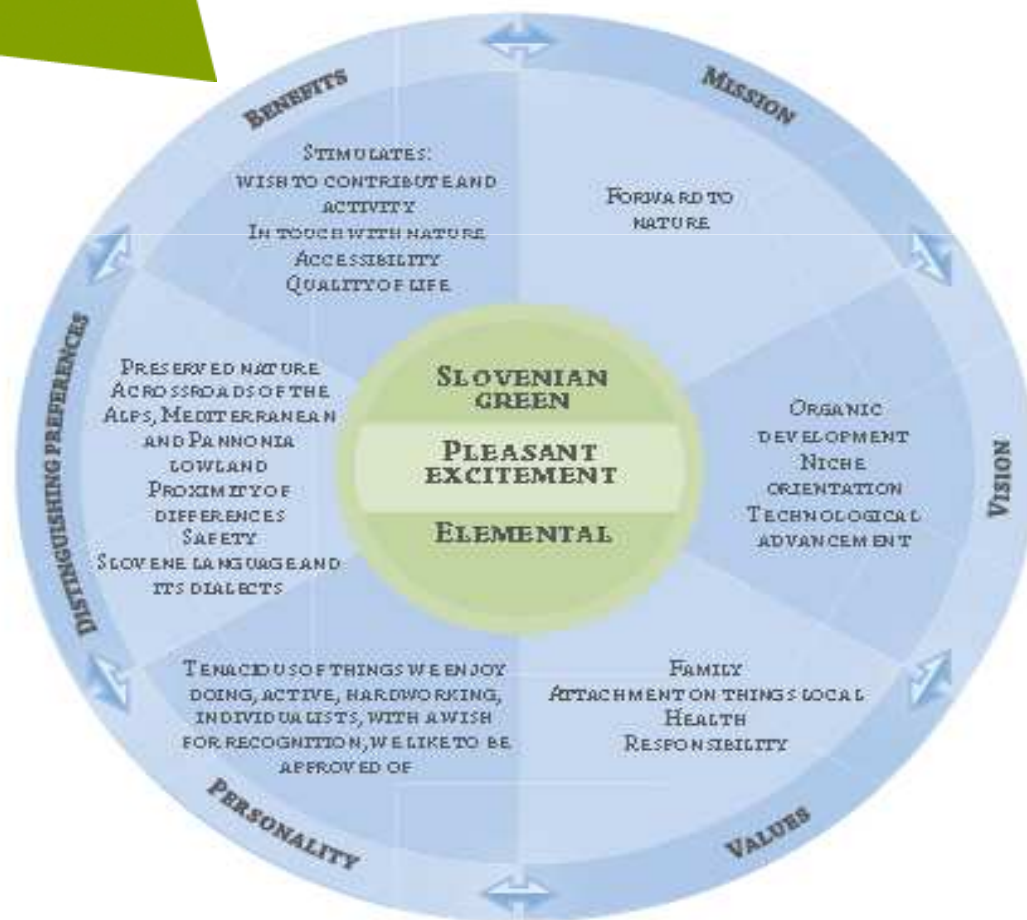 BENEFITS
STIMULATES:
WISH TO CONTRIBUTE AND
ACTIVITY
IN TOUCH WITH NATURE
ACCESSIBILITY
QUALITY OF LIFE
MISSION
FORWARD TO
NATURE
DISTINGUISHING PREFERENCES
PRESERVED NATURE
A CROSSROADS OF THE
ALPS, MEDITERRANEAN
AND PANNONIA
LOWLAND
PROXIMITY OF
DIFFERENCES
SAFETY
SLOVENE LANGUAGE AND
ITS DIALECTS
SLOVENIAN
GREEN
PLEASANT
EXCITEMENT
ELEMENTAL
ORGANIC
DEVELOPMENT
NICHE
ORIENTATION
TECHNOLOGICAL
ADVANCEMENT
VISION
TENACIOUS OF THINGS WE ENJOY
DOING, ACTIVE, HARDWORKING,
INDIVIDUALISTS, WITH A WISH
FOR RECOGNITION, WE LIKE TO BE
APPROVED OF
PERSONALITY
FAMILY
ATTACHMENT ON THINGS LOCAL
HEALTH
RESPONSIBILITY
VALUES